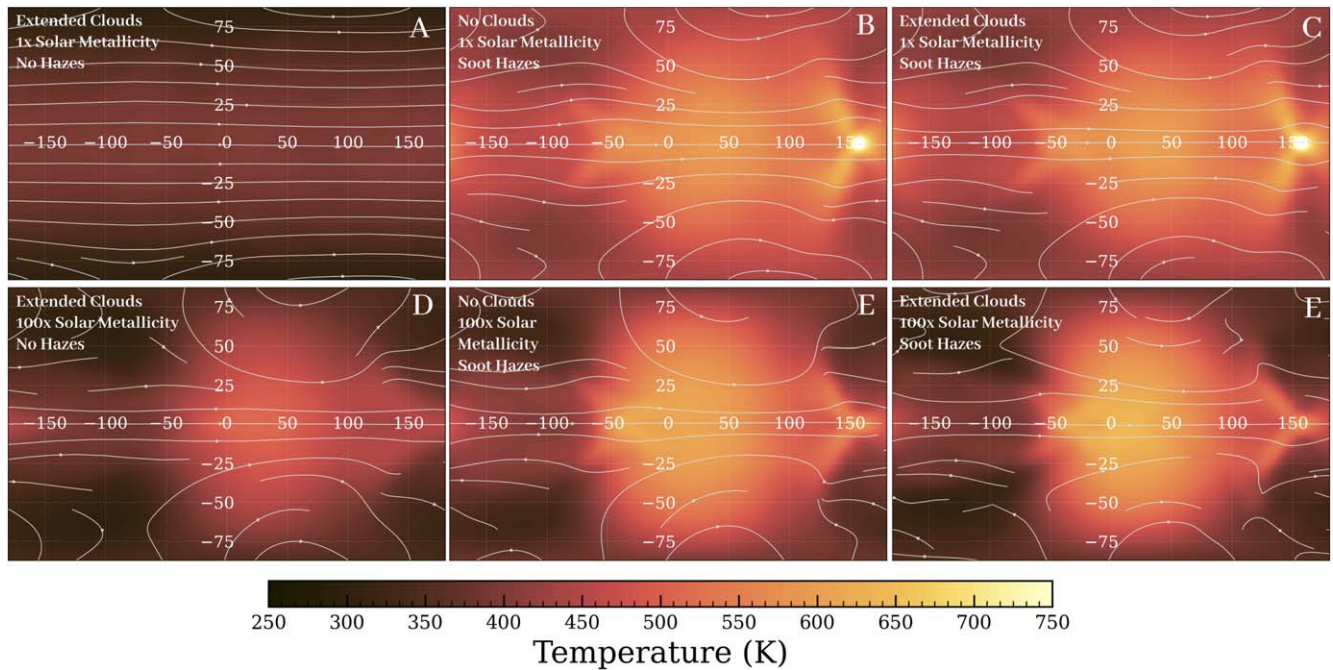 Extended Clouds
1x Solar Metallicity
No Hazes
A
75
50
25
−150 −100 −50 0 50 100 150
−25
−50
−75
No Clouds
1x Solar Metallicity
Soot Hazes
B
75
50
25
−150 −100 −50 0 50 100 150
−25
−50
−75
Extended Clouds
1x Solar Metallicity
Soot Hazes
C
75
50
25
−150 −100 −50 0 50 100 150
−25
−50
−75
Extended Clouds
100x Solar Metallicity
No Hazes
D
75
50
25
−150 −100 −50 0 50 100 150
−25
−50
−75
No Clouds
100x Solar
Metallicity
Soot Hazes
E
75
50
25
−150 −100 −50 0 50 100 150
−25
−50
−75
Extended Clouds
100x Solar Metallicity
Soot Hazes
E
75
50
25
−150 −100 −50 0 50 100 150
−25
−50
−75
250 300 350 400 450 500 550 600 650 700 750
Temperature (K)